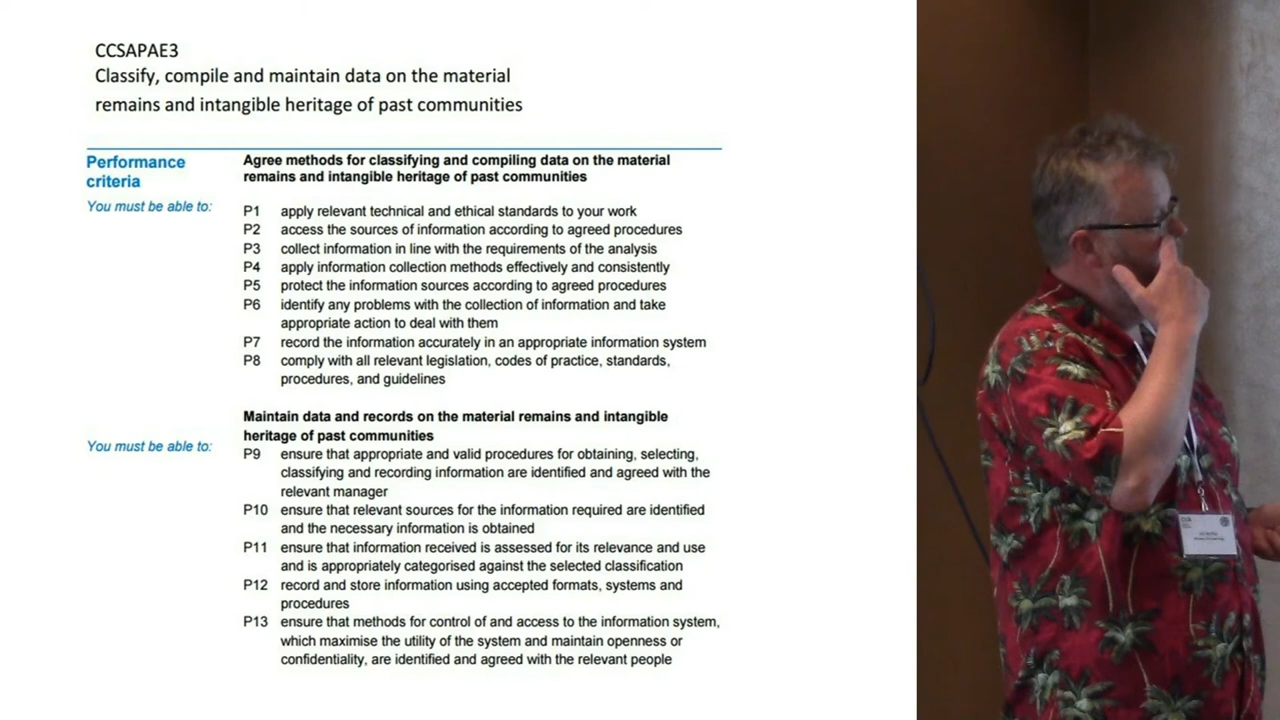 CCSAPAE3
Classify, compile and maintain data on the material
remains and intangible heritage of past communities
Performance
criteria
Agree methods for classifying and compiling data on the material
remains and intangible heritage of past communities
You must be able to:
P1 apply relevant technical and ethical standards to your work
P2 access the sources of information according to agreed procedures
P3 collect information in line with the requirements of the analysis
P4 apply information collection methods effectively and consistently
P5 protect the information sources according to agreed procedures
P6 identify any problems with the collection of information and take
appropriate action to deal with them
P7 record the information accurately in an appropriate information system
P8 comply with all relevant legislation, codes of practice, standards,
procedures, and guidelines
Maintain data and records on the material remains and intangible
heritage of past communities
You must be able to:
P9 ensure that appropriate and valid procedures for obtaining, selecting,
classifying and recording information are identified and agreed with the
relevant manager
P10 ensure that relevant sources for the information required are identified
and the necessary information is obtained
P11 ensure that information received is assessed for its relevance and use
and is appropriately categorised against the selected classification
P12 record and store information using accepted formats, systems and
procedures
P13 ensure that methods for control of and access to the information system,
which maximise the utility of the system and maintain openness or
confidentiality, are identified and agreed with the relevant people